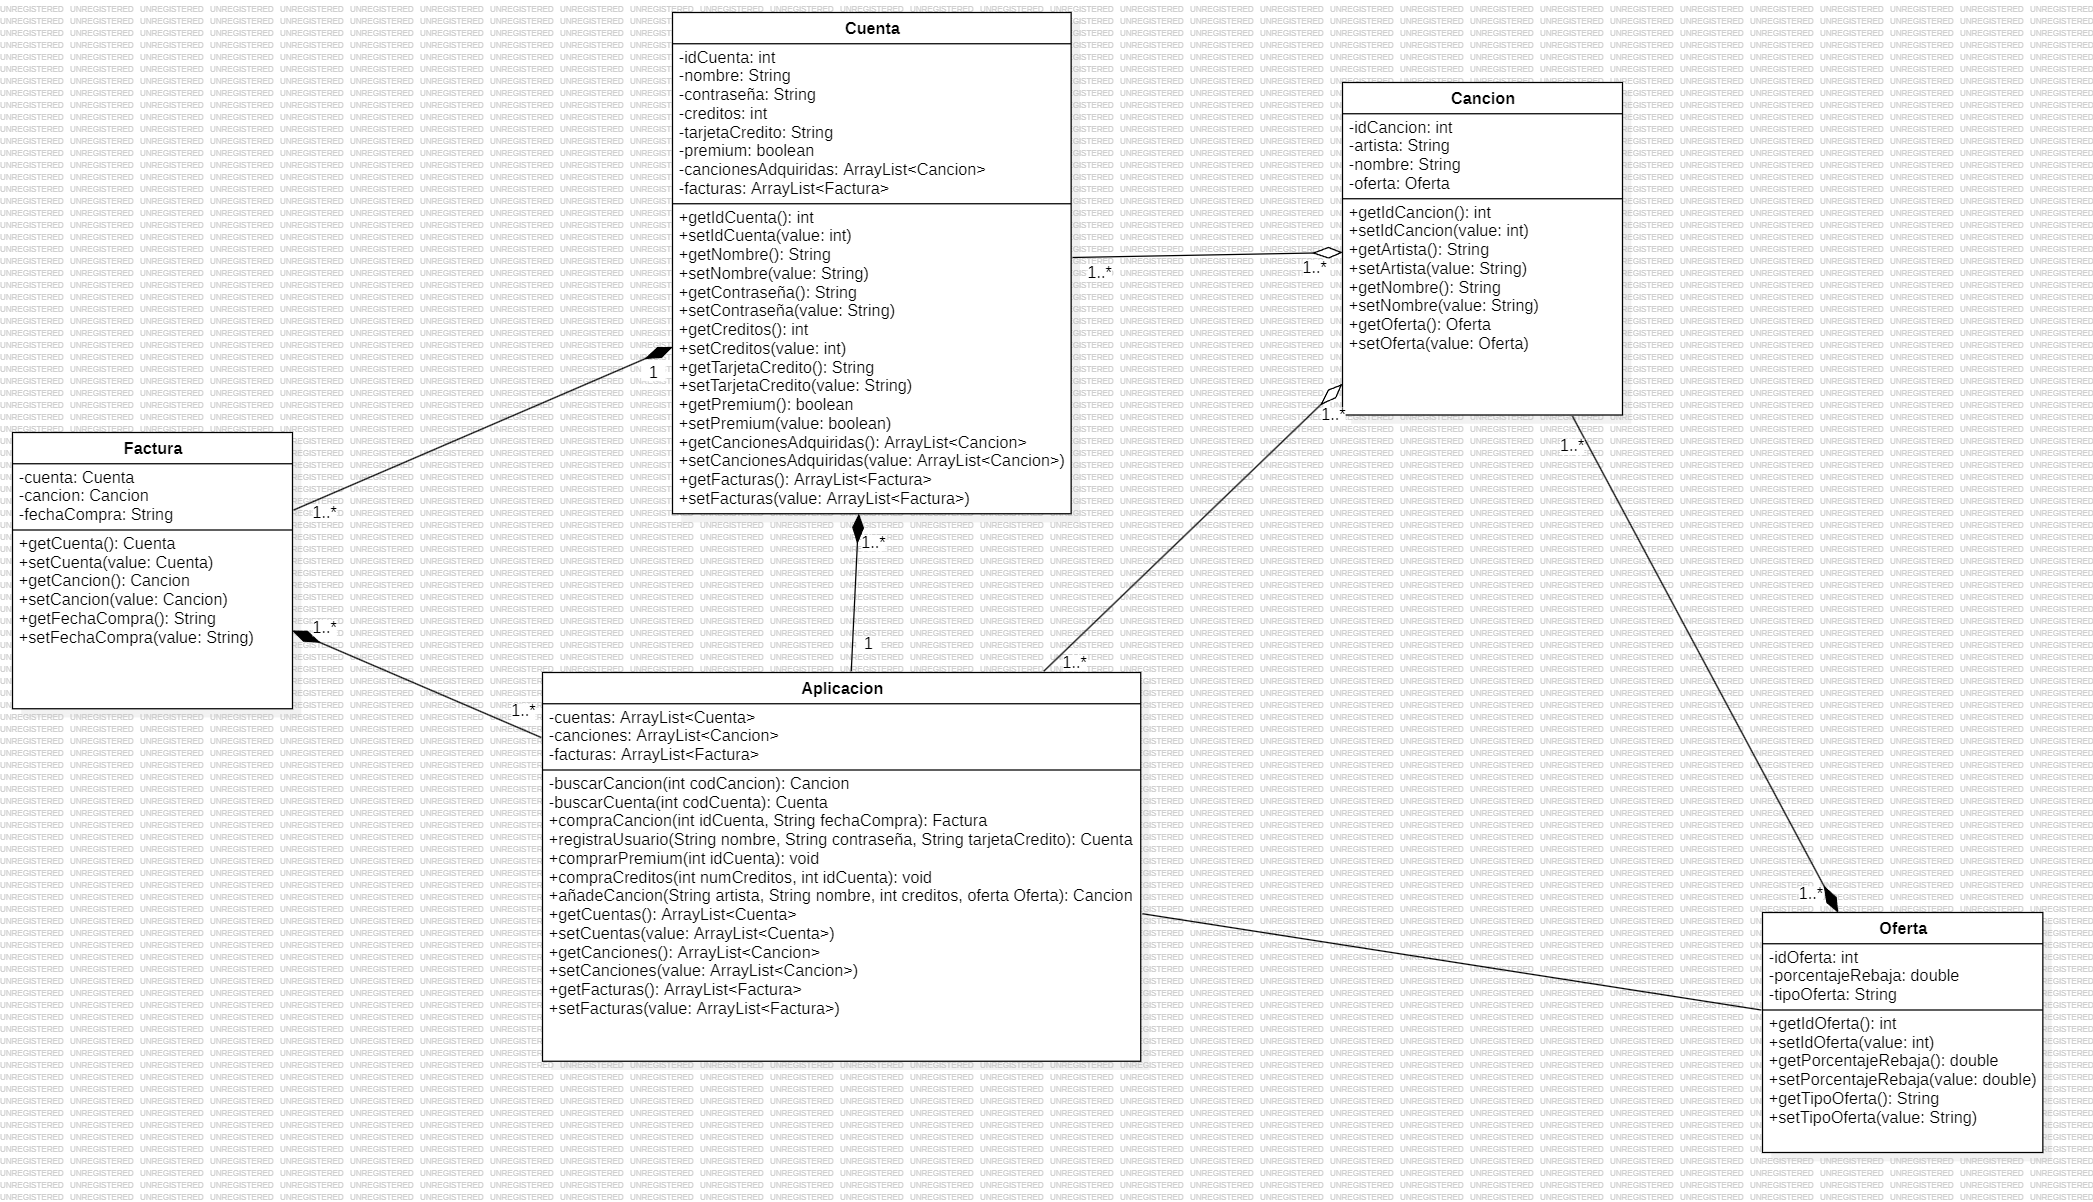 Cuenta
-idCuenta: int
-nombre: String
-contraseña: String
-creditos: int
-tarjetaCredito: String
-premium: boolean
-cancionesAdquiridas: ArrayList<Cancion>
-facturas: ArrayList<Factura>
+getIdCuenta(): int
+setIdCuenta(value: int)
+getNombre(): String
+setNombre(value: String)
+getContraseña(): String
+setContraseña(value: String)
+getCreditos(): int
+setCreditos(value: int)
+getTarjetaCredito(): String
+setTarjetaCredito(value: String)
+getPremium(): boolean
+setPremium(value: boolean)
+getCancionesAdquiridas(): ArrayList<Cancion>
+setCancionesAdquiridas(value: ArrayList<Cancion>)
+getFacturas(): ArrayList<Factura>
+setFacturas(value: ArrayList<Factura>)
Cancion
-idCancion: int
-artista: String
-nombre: String
-oferta: Oferta
+getIdCancion(): int
+setIdCancion(value: int)
+getArtista(): String
+setArtista(value: String)
+getNombre(): String
+setNombre(value: String)
+getOferta(): Oferta
+setOferta(value: Oferta)
1..*
1..*
1
1..*
1..*
1..*
Factura
-cuenta: Cuenta
-cancion: Cancion
-fechaCompra: String
+getCuenta(): Cuenta
+setCuenta(value: Cuenta)
+getCancion(): Cancion
+setCancion(value: Cancion)
+getFechaCompra(): String
+setFechaCompra(value: String)
1..*
1..*
1..*
1
1..*
Aplicacion
-cuentas: ArrayList<Cuenta>
-canciones: ArrayList<Cancion>
-facturas: ArrayList<Factura>
-buscarCancion(int codCancion): Cancion
-buscarCuenta(int codCuenta): Cuenta
+compraCancion(int idCuenta, String fechaCompra): Factura
+registraUsuario(String nombre, String contraseña, String tarjetaCredito): Cuenta
+comprarPremium(int idCuenta): void
+compraCreditos(int numCreditos, int idCuenta): void
+añadeCancion(String artista, String nombre, int creditos, oferta Oferta): Cancion
+getCuentas(): ArrayList<Cuenta>
+setCuentas(value: ArrayList<Cuenta>)
+getCanciones(): ArrayList<Cancion>
+setCanciones(value: ArrayList<Cancion>)
+getFacturas(): ArrayList<Factura>
+setFacturas(value: ArrayList<Factura>)
1..*
Oferta
-idOferta: int
-porcentajeRebaja: double
-tipoOferta: String
+getIdOferta(): int
+setIdOferta(value: int)
+getPorcentajeRebaja(): double
+setPorcentajeRebaja(value: double)
+getTipoOferta(): String
+setTipoOferta(value: String)
UNREGISTERED